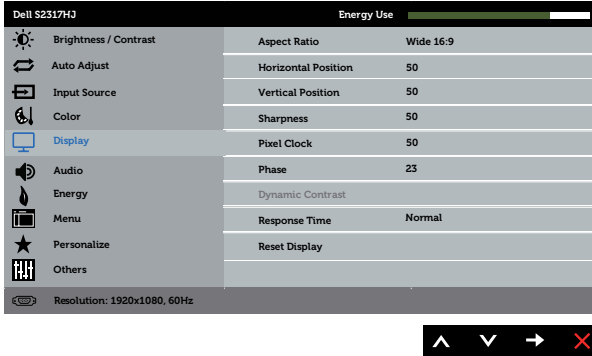 Dell S2317HJ
Energy Use
Brightness / Contrast
Auto Adjust
Input Source
Color
Display
Audio
Energy
Menu
Personalize
Others
Aspect Ratio Wide 16:9
Horizontal Position 50
Vertical Position 50
Sharpness 50
Pixel Clock 50
Phase 23
Dynamic Contrast
Response Time Normal
Reset Display
Resolution: 1920x1080, 60Hz